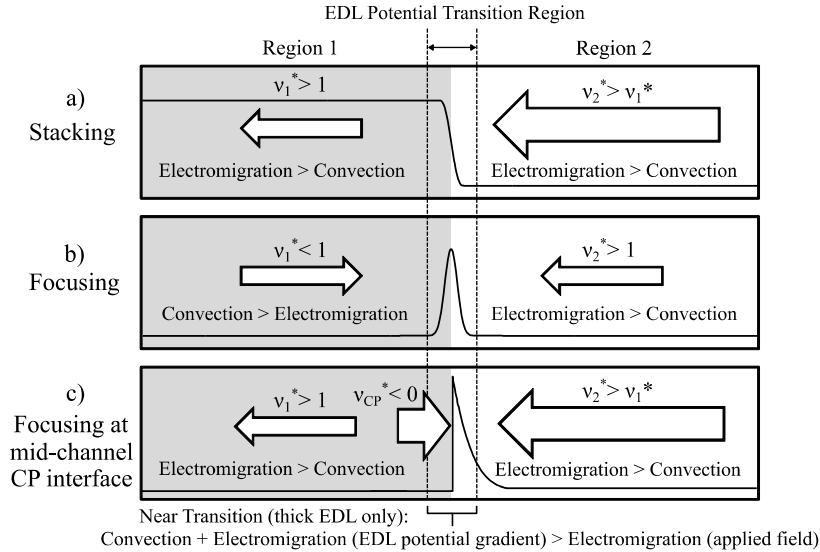 EDL Potential Transition Region
Region 1
Region 2
a)
Stacking
ν₁* > 1
ν₂* > ν₁*
Electromigration > Convection
Electromigration > Convection
b)
Focusing
ν₁* < 1
ν₂* > 1
Convection > Electromigration
Electromigration > Convection
c)
Focusing at
mid-channel
CP interface
ν₁* > 1
ν_CP* < 0
ν₂* > ν₁*
Electromigration > Convection
Electromigration > Convection
Near Transition (thick EDL only):
Convection + Electromigration (EDL potential gradient) > Electromigration (applied field)